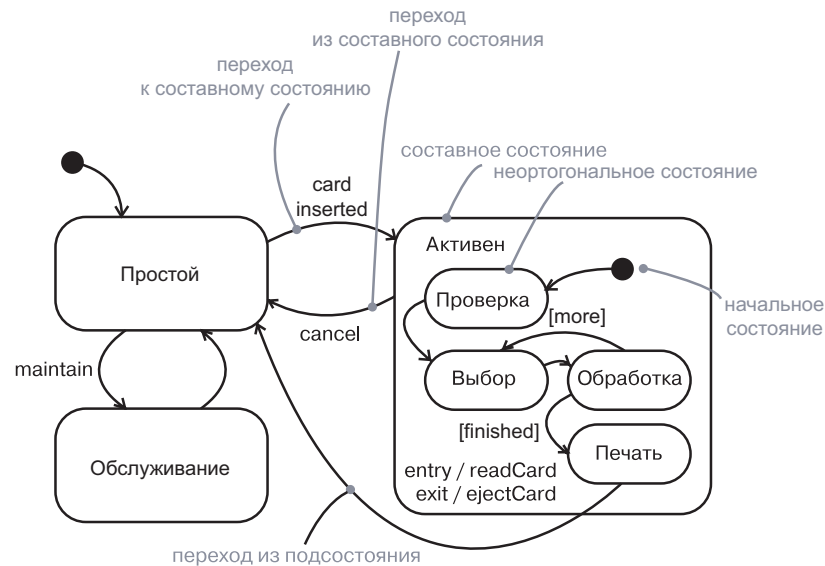 переход
из составного состояния
переход
к составному состоянию
составное состояние
неортогональное состояние
card
inserted
Активен
Простой
Проверка
начальное
состояние
[more]
cancel
maintain
Выбор
Обработка
[finished]
Печать
Обслуживание
entry / readCard
exit / ejectCard
переход из подсостояния